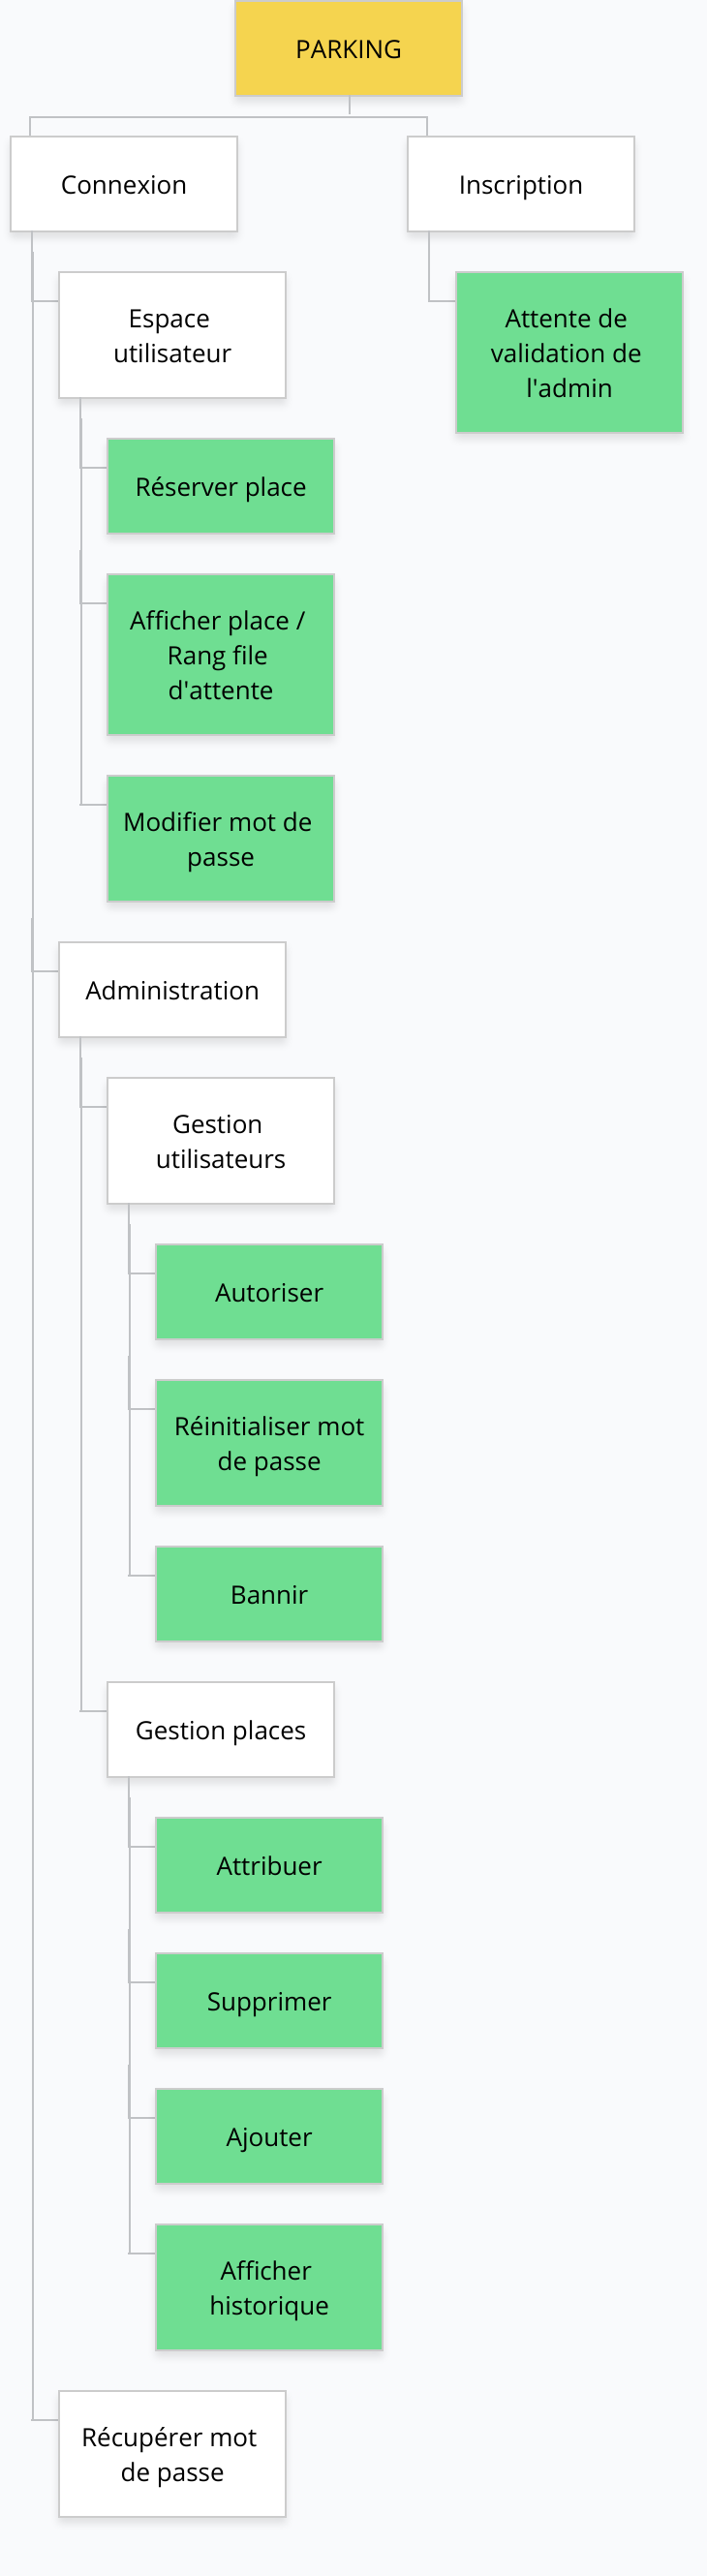 PARKING
Connexion
Inscription
Espace
utilisateur
Attente de
validation de
l'admin
Réserver place
Afficher place /
Rang file
d'attente
Modifier mot de
passe
Administration
Gestion
utilisateurs
Autoriser
Réinitialiser mot
de passe
Bannir
Gestion places
Attribuer
Supprimer
Ajouter
Afficher
historique
Récupérer mot
de passe